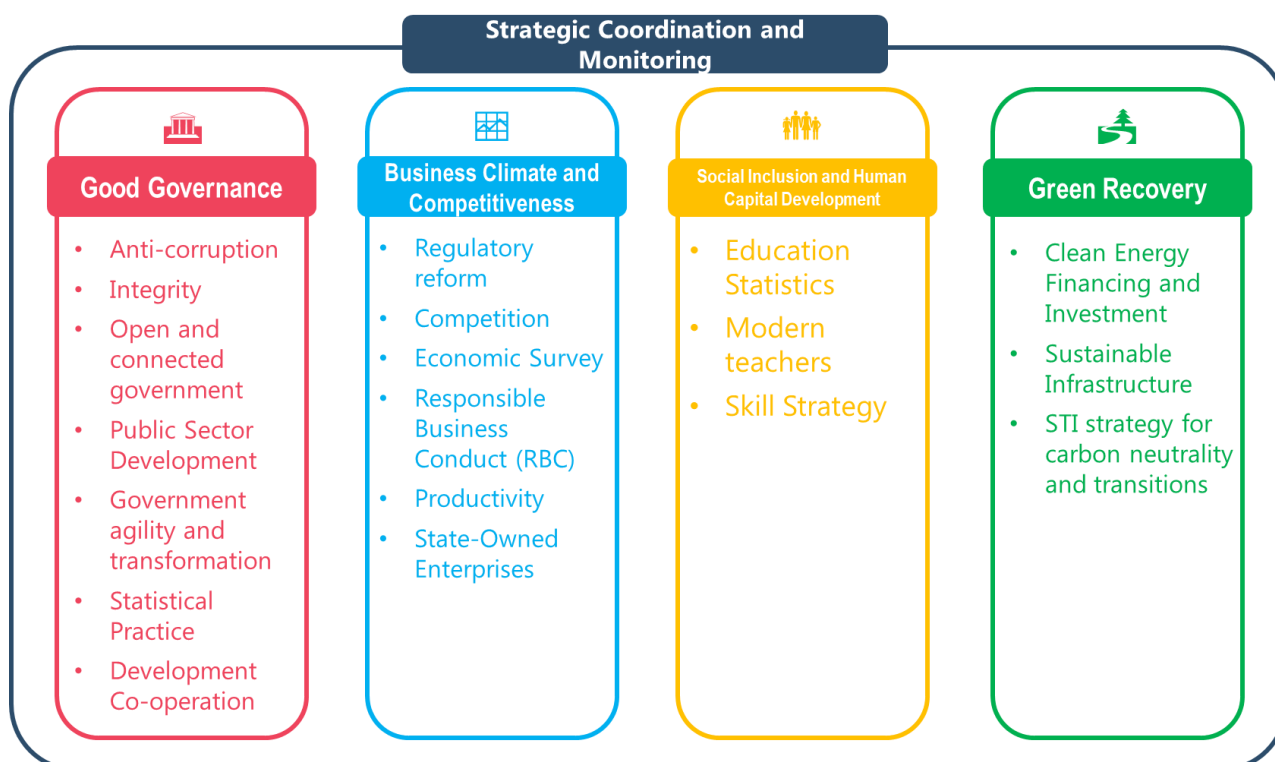 Strategic Coordination and
Monitoring
Good Governance
• Anti-corruption
• Integrity
• Open and
connected
government
• Public Sector
Development
• Government
agility and
transformation
• Statistical
Practice
• Development
Co-operation
Business Climate and
Competitiveness
• Regulatory
reform
• Competition
• Economic Survey
• Responsible
Business
Conduct (RBC)
• Productivity
• State-Owned
Enterprises
Social Inclusion and Human
Capital Development
• Education
Statistics
• Modern
teachers
• Skill Strategy
Green Recovery
• Clean Energy
Financing and
Investment
• Sustainable
Infrastructure
• STI strategy for
carbon neutrality
and transitions